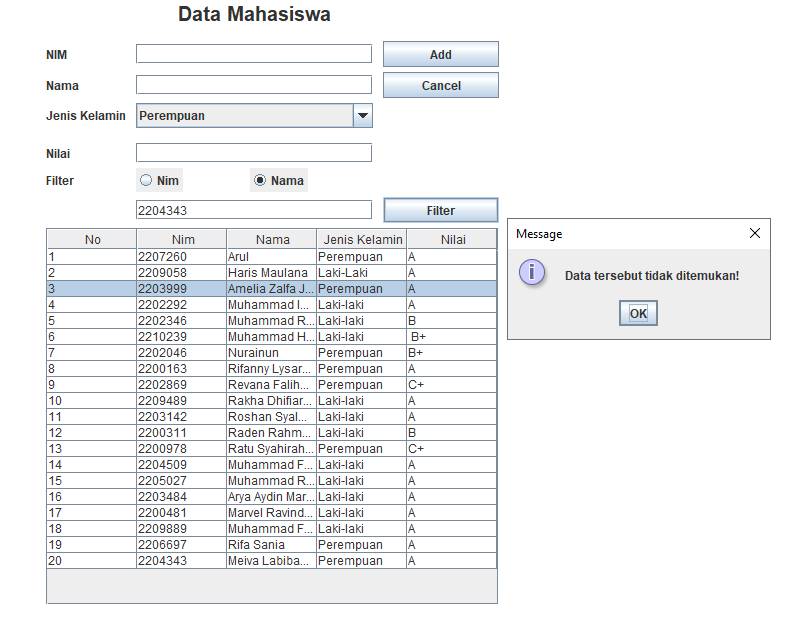 Data Mahasiswa
NIM Add
Nama Cancel
Jenis Kelamin Perempuan
Nilai
Filter Nim Nama
2204343 Filter
Message
Data tersebut tidak ditemukan!
OK
No Nim Nama Jenis Kelamin Nilai
1 2207260 Arul Perempuan A
2 2209058 Haris Maulana Laki-Laki A
3 2203999 Amelia Zalfa J... Perempuan A
4 2202292 Muhammad I... Laki-laki A
5 2202346 Muhammad R... Laki-laki B
6 2210239 Muhammad H... Laki-laki B+
7 2202046 Nurainun Perempuan B+
8 2200163 Rifanny Lysar... Perempuan A
9 2202869 Revana Falih... Perempuan C+
10 2209489 Rakha Dhifiar... Laki-laki A
11 2203142 Roshan Syal... Laki-laki A
12 2200311 Raden Rahm... Laki-laki B
13 2200978 Ratu Syahirah... Perempuan C+
14 2204509 Muhammad F... Laki-laki A
15 2205027 Muhammad R... Laki-laki A
16 2203484 Arya Aydin Mar... Laki-laki A
17 2200481 Marvel Ravind... Laki-laki A
18 2209889 Muhammad F... Laki-laki A
19 2206697 Rifa Sania Perempuan A
20 2204343 Meiva Labiba... Perempuan A